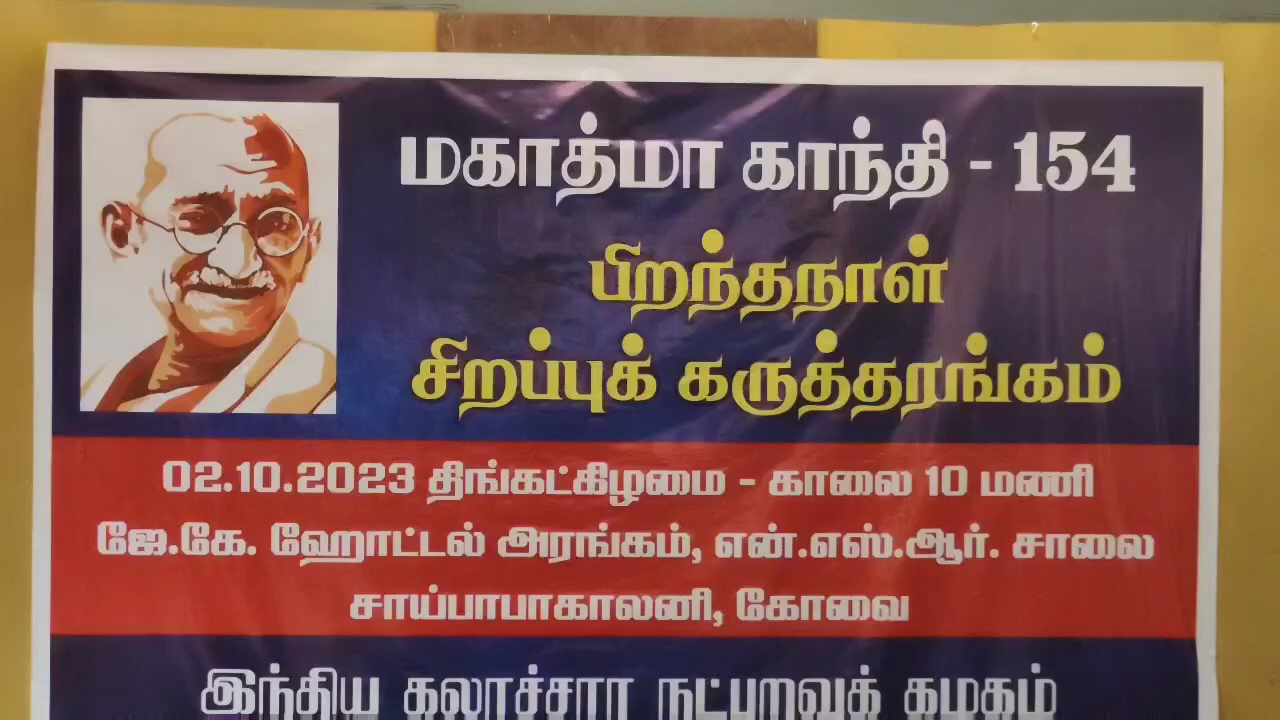 மகாத்மா காந்தி - 154
பிறந்தநாள்
சிறப்புக் கருத்தரங்கம்
02.10.2023 திங்கட்கிழமை - காலை 10 மணி
ஜே.கே. ஹோட்டல் அரங்கம், என்.எஸ்.ஆர். சாலை
சாய்பாபாகாலனி, கோவை
இந்திய கலாச்சார நட்புறவுக் கழகம்